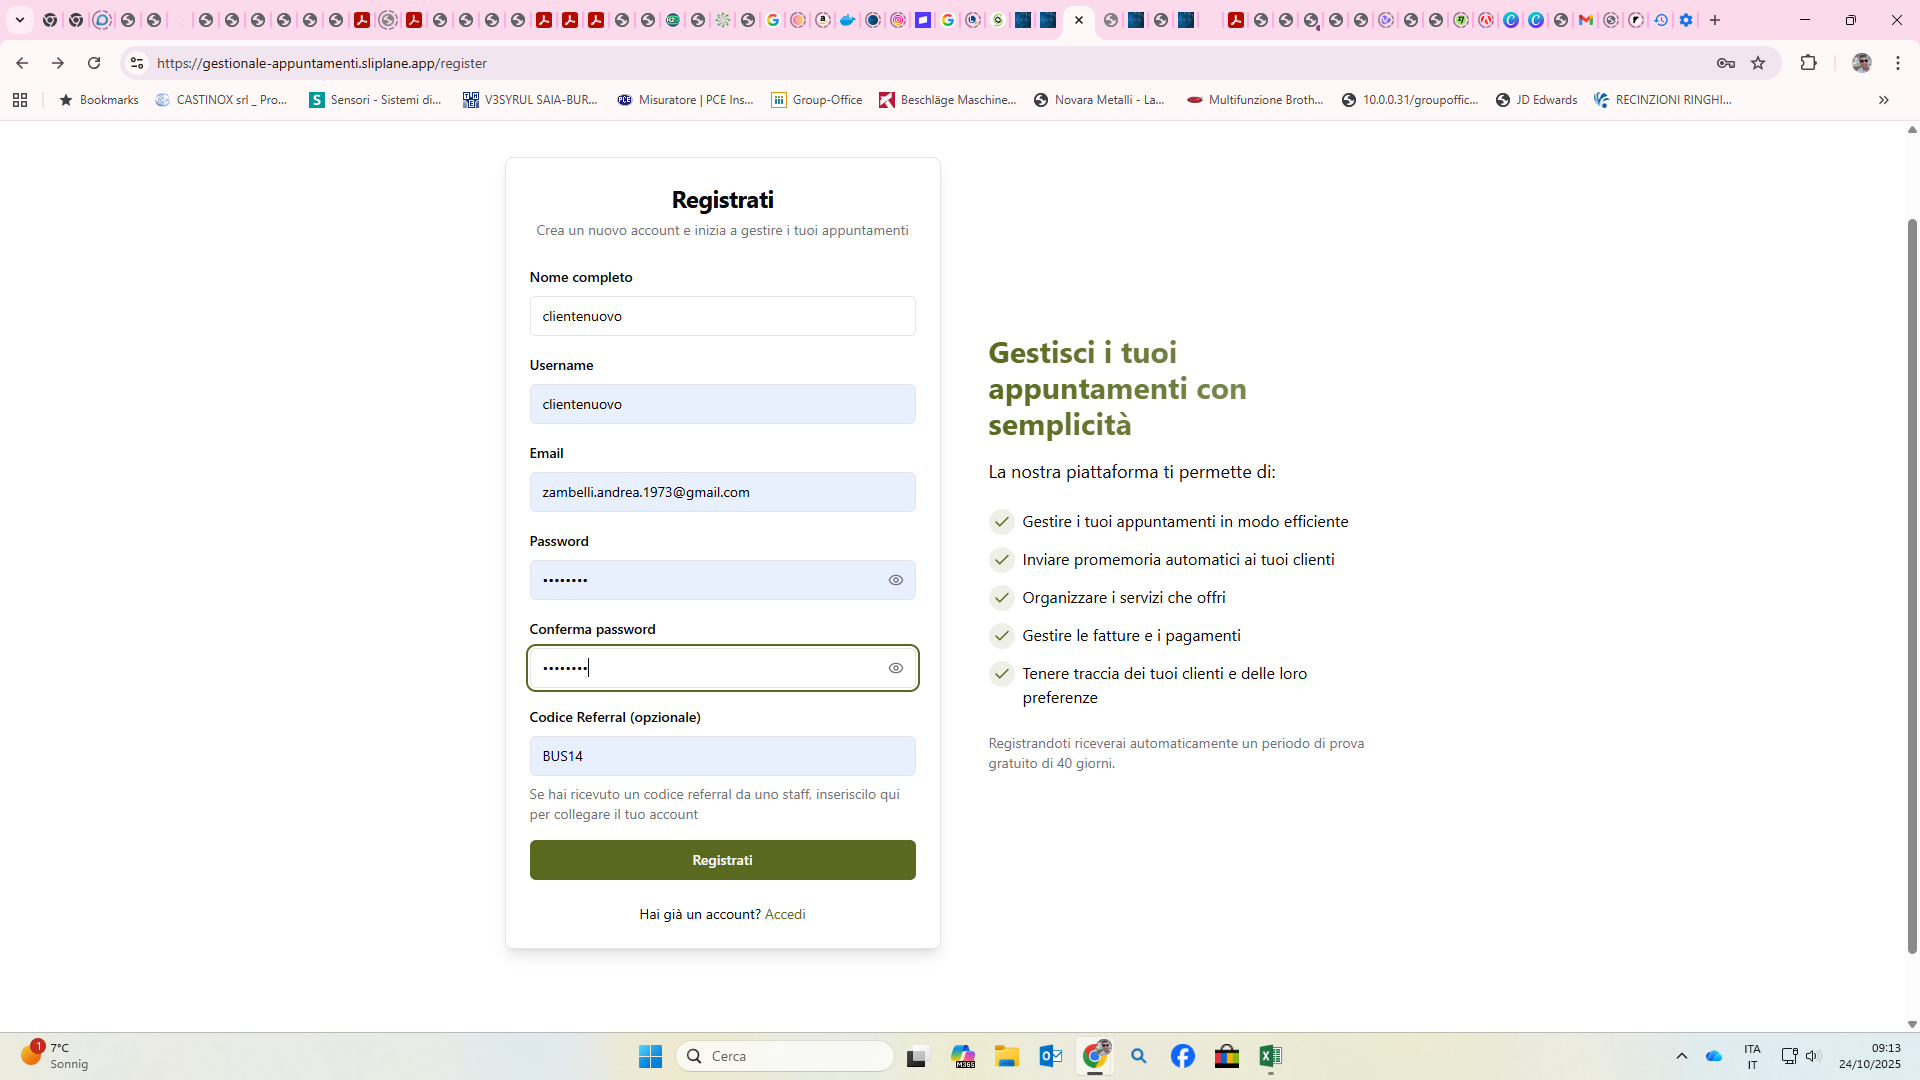 https://gestionale-appuntamenti.sliplane.app/register
Bookmarks
CASTINOX srl _ Pro...
Sensori - Sistemi di...
V3SYRUL SAIA-BUR...
Misuratore | PCE Ins...
Group-Office
Beschläge Maschine...
Novara Metalli - La...
Multifunzione Broth...
10.0.0.31/groupoffic...
JD Edwards
RECINZIONI RINGHI...
Registrati
Crea un nuovo account e inizia a gestire i tuoi appuntamenti
Nome completo
clientenuovo
Username
clientenuovo
Email
zambelli.andrea.1973@gmail.com
Password
••••••••
Conferma password
••••••••
Codice Referral (opzionale)
BUS14
Se hai ricevuto un codice referral da uno staff, inseriscilo qui
per collegare il tuo account
Registrati
Hai già un account? Accedi
Gestisci i tuoi
appuntamenti con
semplicità
La nostra piattaforma ti permette di:
Gestire i tuoi appuntamenti in modo efficiente
Inviare promemoria automatici ai tuoi clienti
Organizzare i servizi che offri
Gestire le fatture e i pagamenti
Tenere traccia dei tuoi clienti e delle loro
preferenze
Registrandoti riceverai automaticamente un periodo di prova
gratuito di 40 giorni.
1
7°C
Sonnig
Cerca
M365
ITA
IT
09:13
24/10/2025